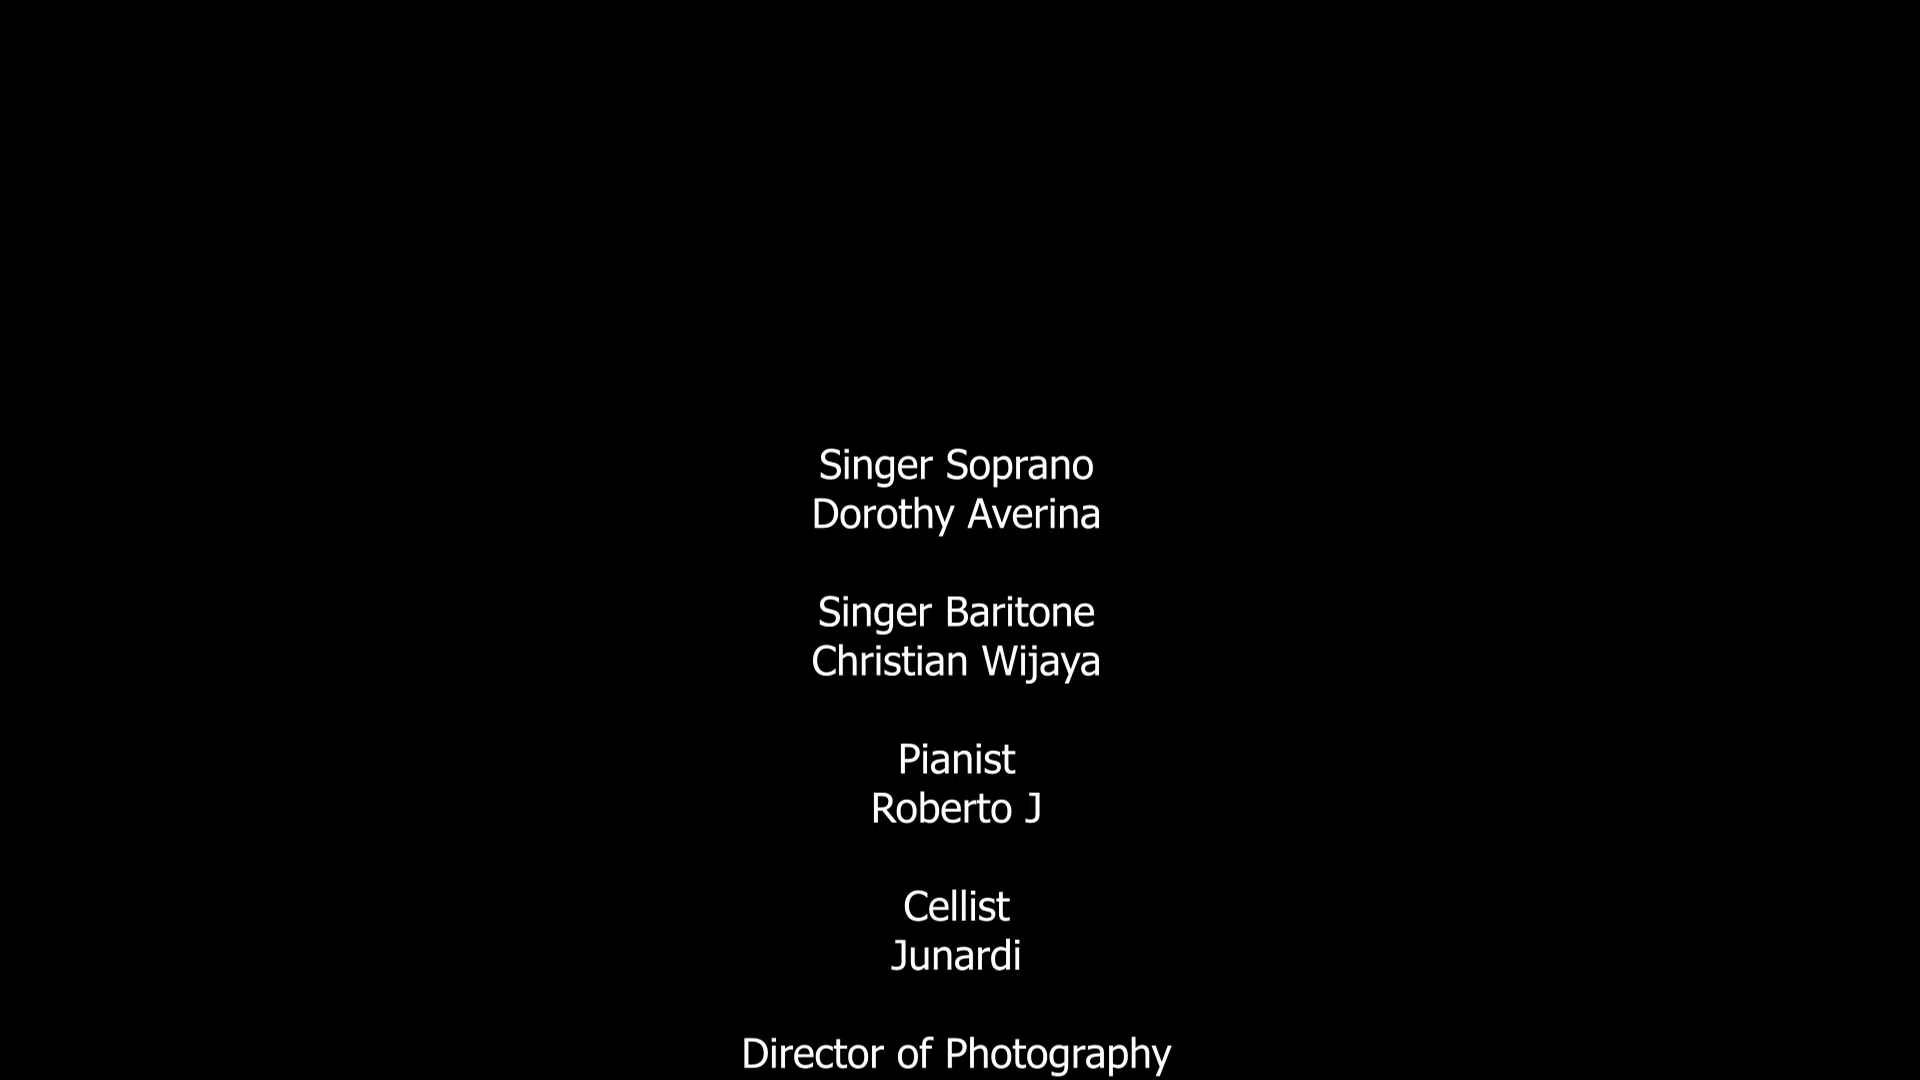 Singer Soprano
Dorothy Averina
Singer Baritone
Christian Wijaya
Pianist
Roberto J
Cellist
Junardi
Director of Photography